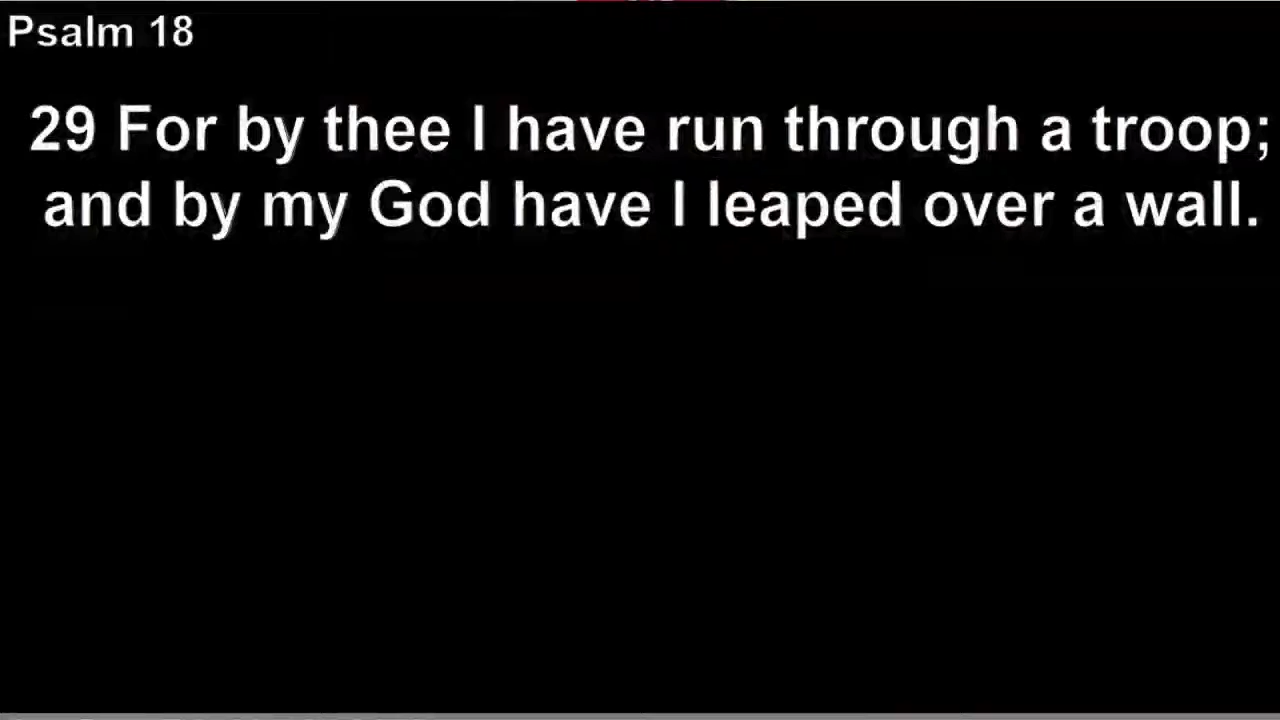 Psalm 18
29 For by thee I have run through a troop;
and by my God have I leaped over a wall.